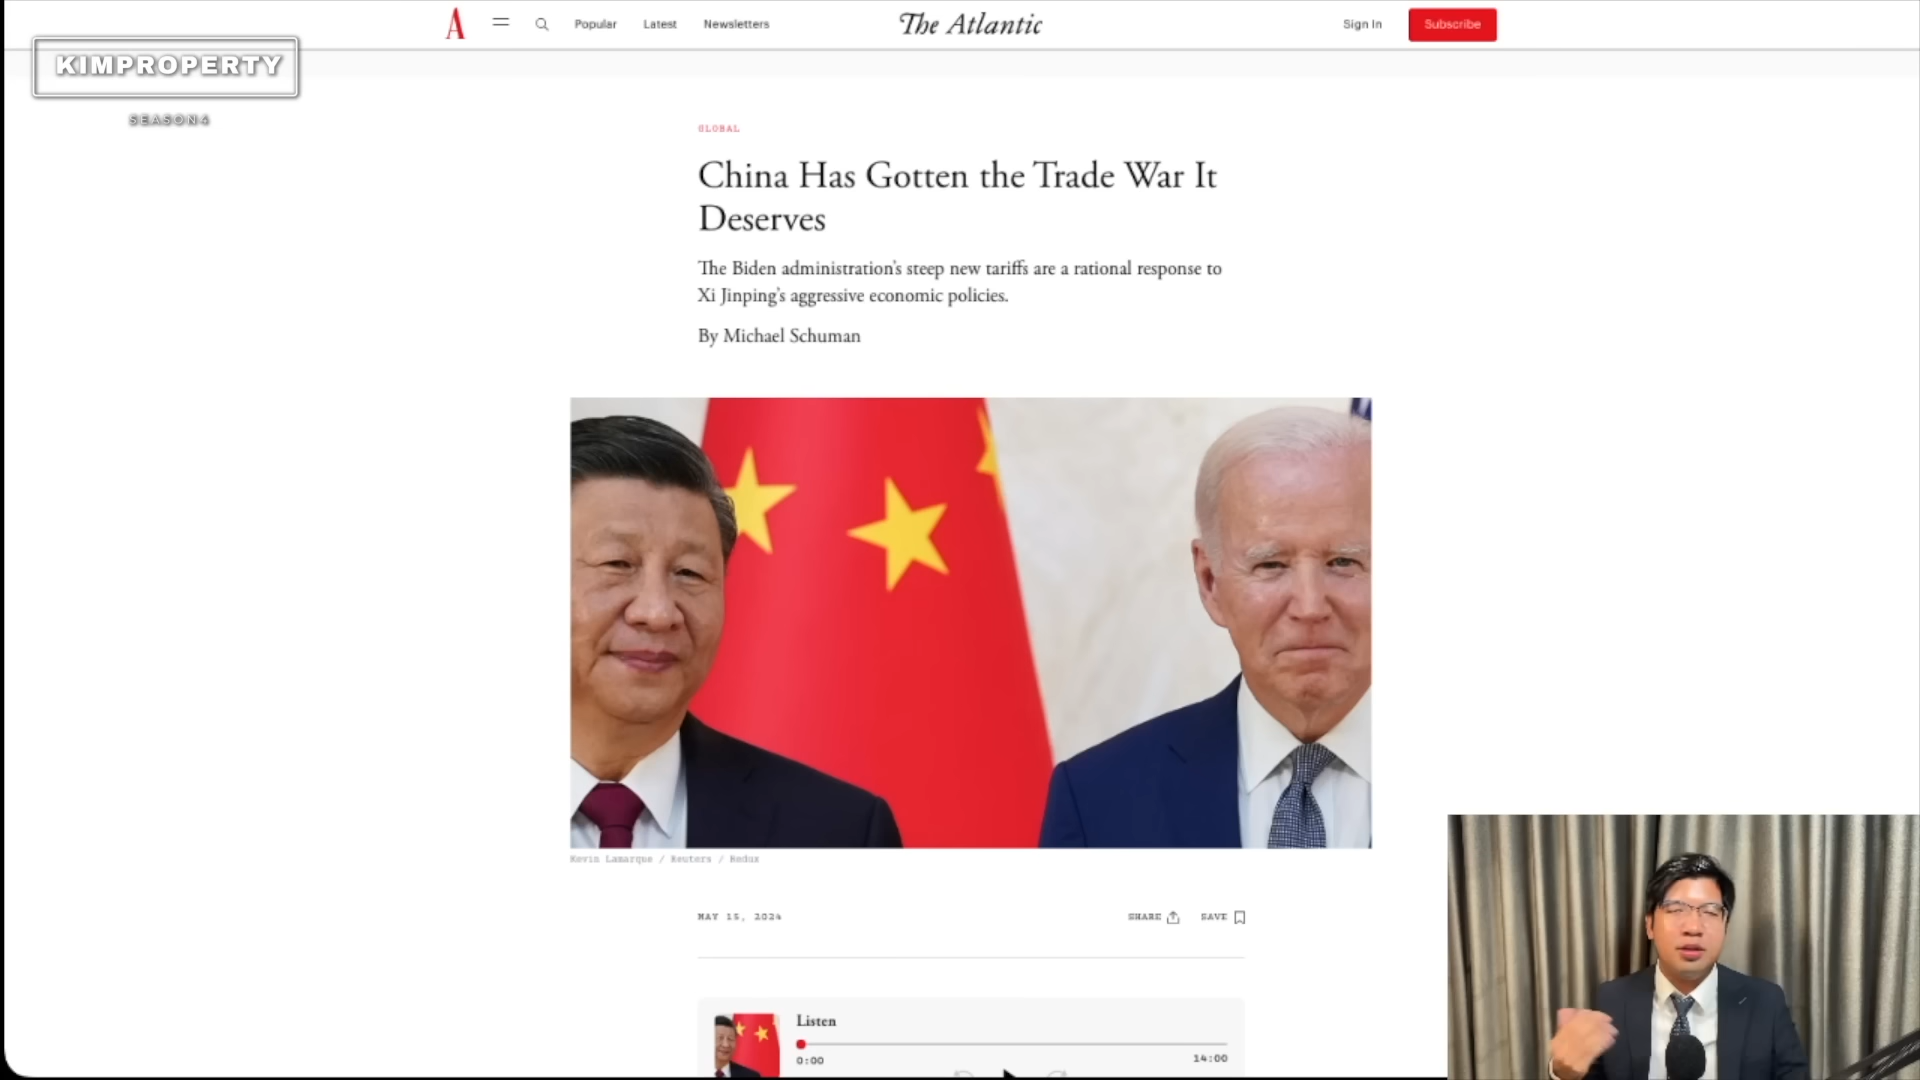 A
Popular
Latest
Newsletters
The Atlantic
Sign In
Subscribe
KIMPROPERTY
SEASON4
GLOBAL
China Has Gotten the Trade War It
Deserves
The Biden administration's steep new tariffs are a rational response to
Xi Jinping's aggressive economic policies.
By Michael Schuman
Kevin Lamarque / Reuters / Redux
MAY 15, 2024
SHARE
SAVE
Listen
0:00
14:00